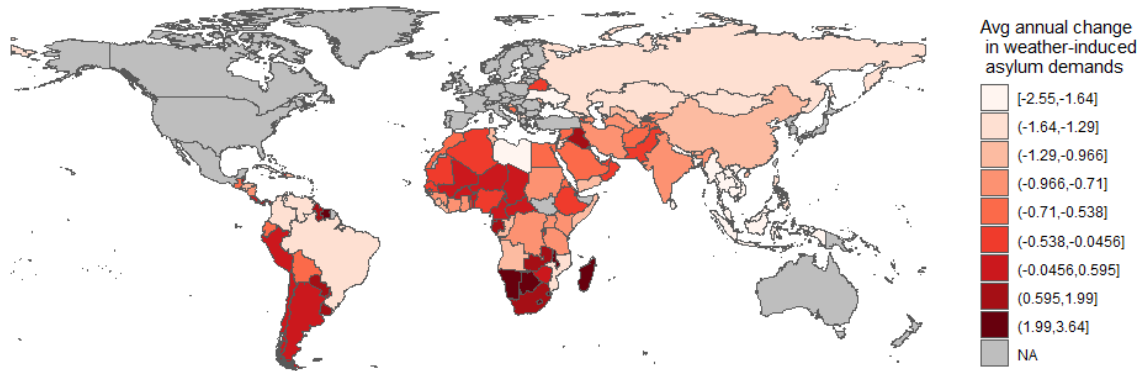 Avg annual change
in weather-induced
asylum demands
[-2.55,-1.64]
(-1.64,-1.29]
(-1.29,-0.966]
(-0.966,-0.71]
(-0.71,-0.538]
(-0.538,-0.0456]
(-0.0456,0.595]
(0.595,1.99]
(1.99,3.64]
NA